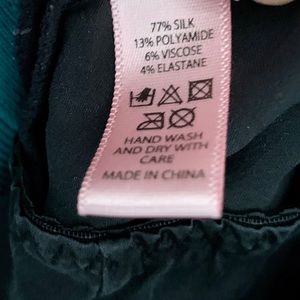 77% SILK
13% POLYAMIDE
6% VISCOSE
4% ELASTANE
HAND WASH
AND DRY WITH
CARE
MADE IN CHINA